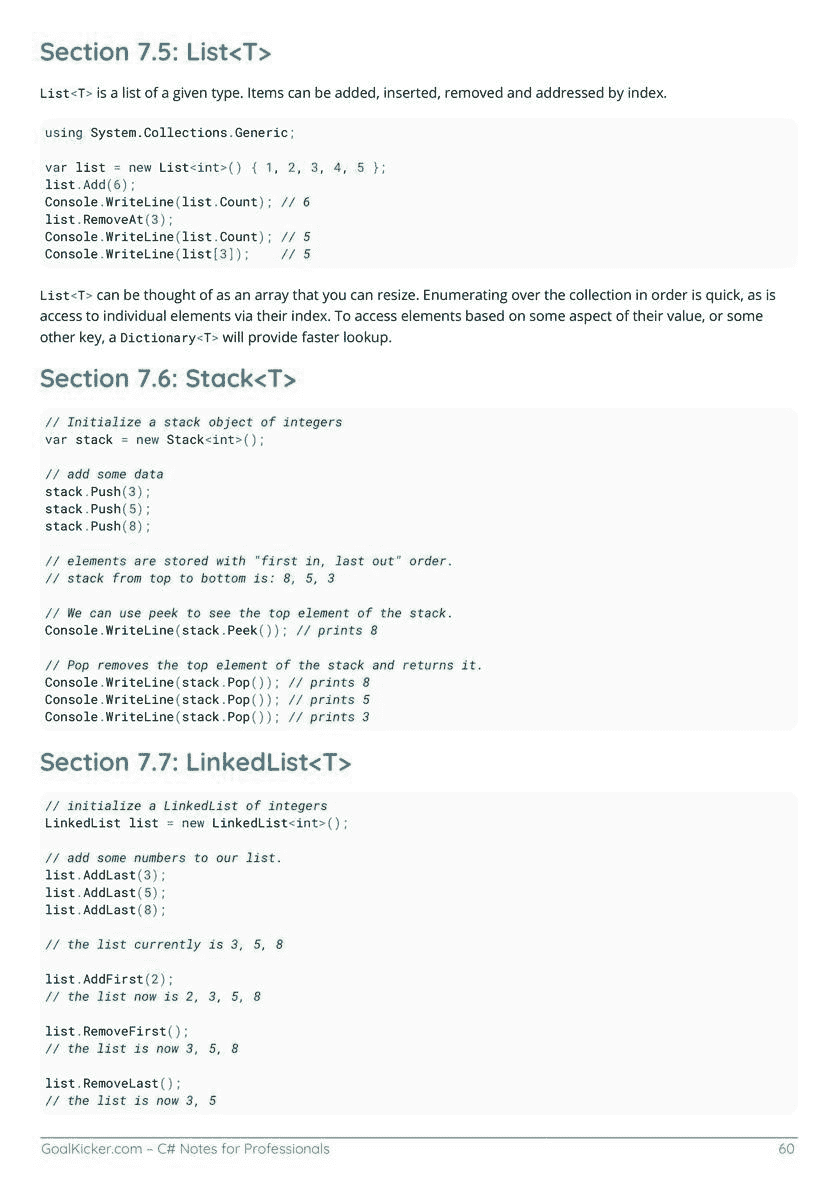 Section 7.5: List<T>
List<T> is a list of a given type. Items can be added, inserted, removed and addressed by index.
using System.Collections.Generic;
var list = new List<int>() { 1, 2, 3, 4, 5 };
list.Add(6);
Console.WriteLine(list.Count); // 6
list.RemoveAt(3);
Console.WriteLine(list.Count); // 5
Console.WriteLine(list[3]);    // 5
List<T> can be thought of as an array that you can resize. Enumerating over the collection in order is quick, as is
access to individual elements via their index. To access elements based on some aspect of their value, or some
other key, a Dictionary<T> will provide faster lookup.
Section 7.6: Stack<T>
// Initialize a stack object of integers
var stack = new Stack<int>();
// add some data
stack.Push(3);
stack.Push(5);
stack.Push(8);
// elements are stored with "first in, last out" order.
// stack from top to bottom is: 8, 5, 3
// We can use peek to see the top element of the stack.
Console.WriteLine(stack.Peek()); // prints 8
// Pop removes the top element of the stack and returns it.
Console.WriteLine(stack.Pop()); // prints 8
Console.WriteLine(stack.Pop()); // prints 5
Console.WriteLine(stack.Pop()); // prints 3
Section 7.7: LinkedList<T>
// initialize a LinkedList of integers
LinkedList list = new LinkedList<int>();
// add some numbers to our list.
list.AddLast(3);
list.AddLast(5);
list.AddLast(8);
// the list currently is 3, 5, 8
list.AddFirst(2);
// the list now is 2, 3, 5, 8
list.RemoveFirst();
// the list is now 3, 5, 8
list.RemoveLast();
// the list is now 3, 5
GoalKicker.com – C# Notes for Professionals 60